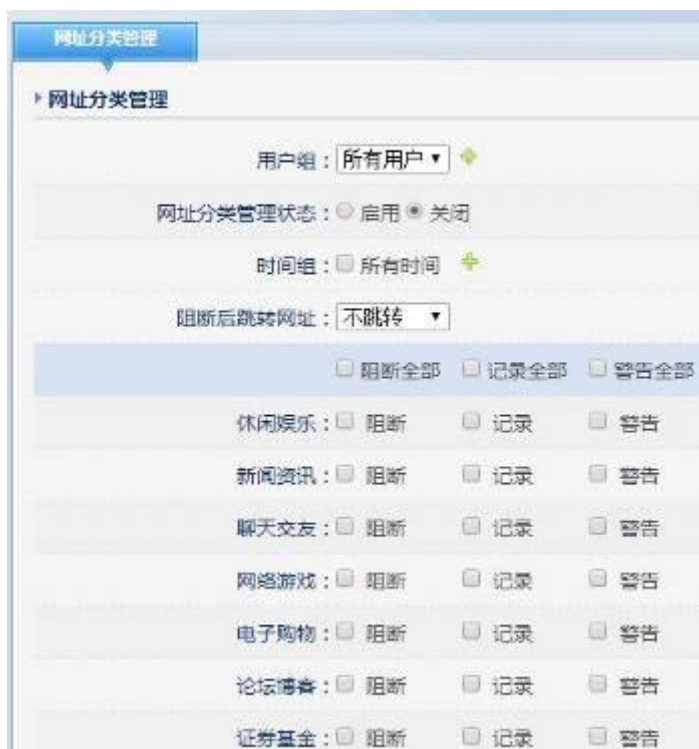 网址分类管理
网址分类管理
用户组：所有用户
网址分类管理状态：启用 关闭
时间组：所有时间
阻断后跳转网址：不跳转
阻断全部 记录全部 警告全部
休闲娱乐：阻断 记录 警告
新闻资讯：阻断 记录 警告
聊天交友：阻断 记录 警告
网络游戏：阻断 记录 警告
电子购物：阻断 记录 警告
论坛博客：阻断 记录 警告
证券基金：阻断 记录 警告